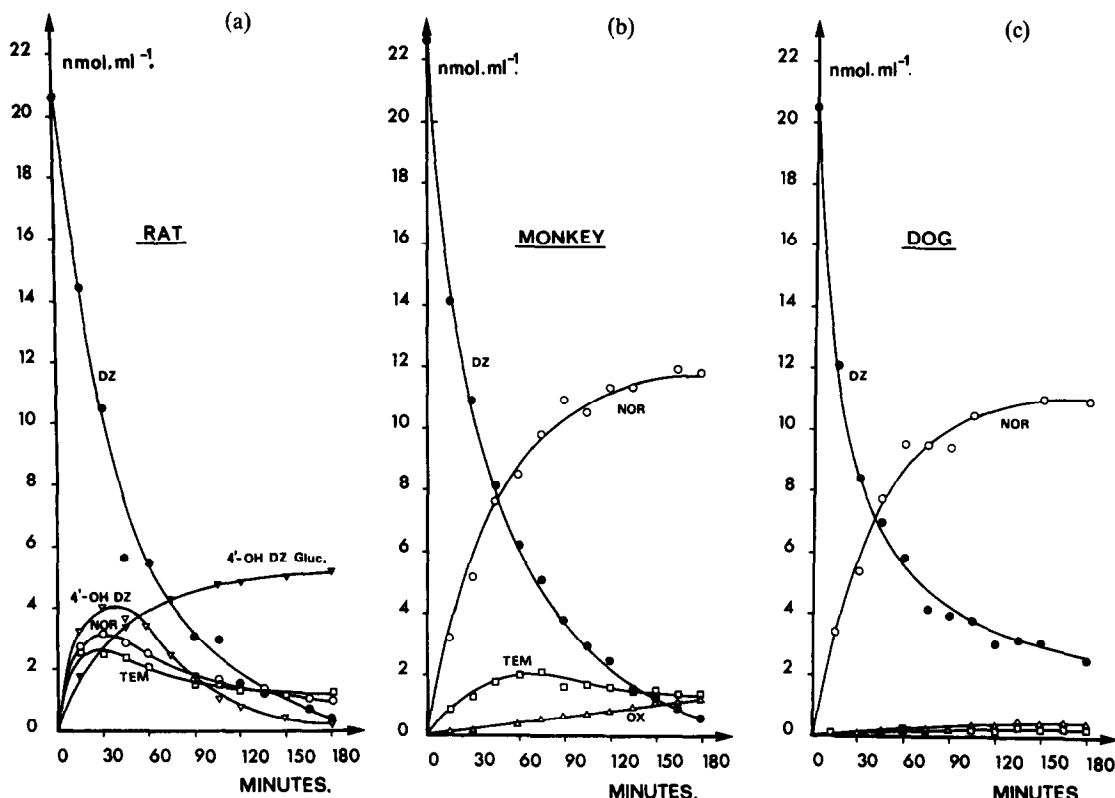 (a)
nmol. ml⁻¹.
22
20
18
16
14
12
10
8
6
4
2
0
RAT
DZ
4'-OH DZ Gluc.
4'-OH DZ
NOR
TEM
0 30 60 90 120 150 180
MINUTES.
(b)
nmol. ml⁻¹.
22
20
18
16
14
12
10
8
6
4
2
0
MONKEY
DZ
NOR
TEM
OX
0 30 60 90 120 150 180
MINUTES.
(c)
nmol. ml⁻¹.
22
20
18
16
14
12
10
8
6
4
2
0
DOG
DZ
NOR
0 30 60 90 120 150 180
MINUTES